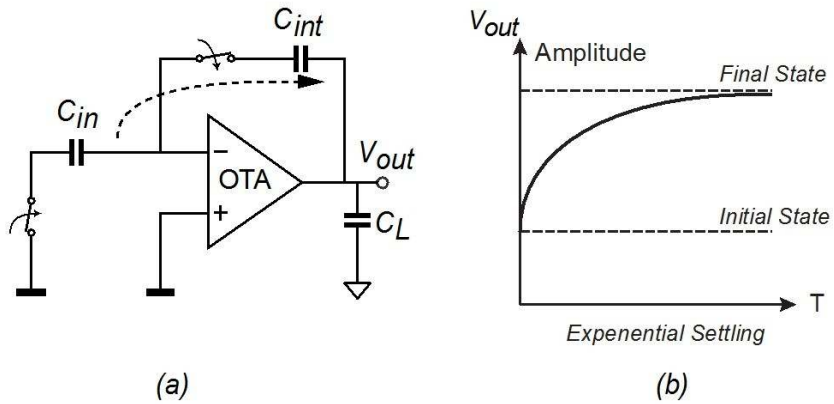 C_int
C_in
OTA
−
+
V_out
C_L
(a)
V_out
Amplitude
Final State
Initial State
T
Expenential Settling
(b)